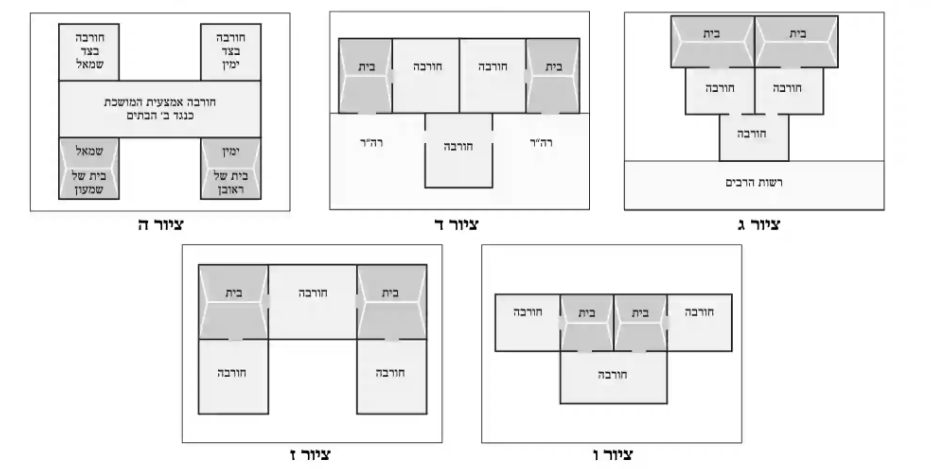 חורבה
בצד
ימין
חורבה
בצד
שמאל
חורבה אמצעית המושכת
כנגד ב׳ הבתים
ימין
בית של
ראובן
שמאל
בית של
שמעון
ציור ה
בית
חורבה
חורבה
בית
רה״ר
חורבה
רה״ר
ציור ד
בית
בית
חורבה
חורבה
חורבה
רשות הרבים
ציור ג
בית
חורבה
בית
חורבה
חורבה
ציור ז
חורבה
בית
בית
חורבה
חורבה
ציור ו